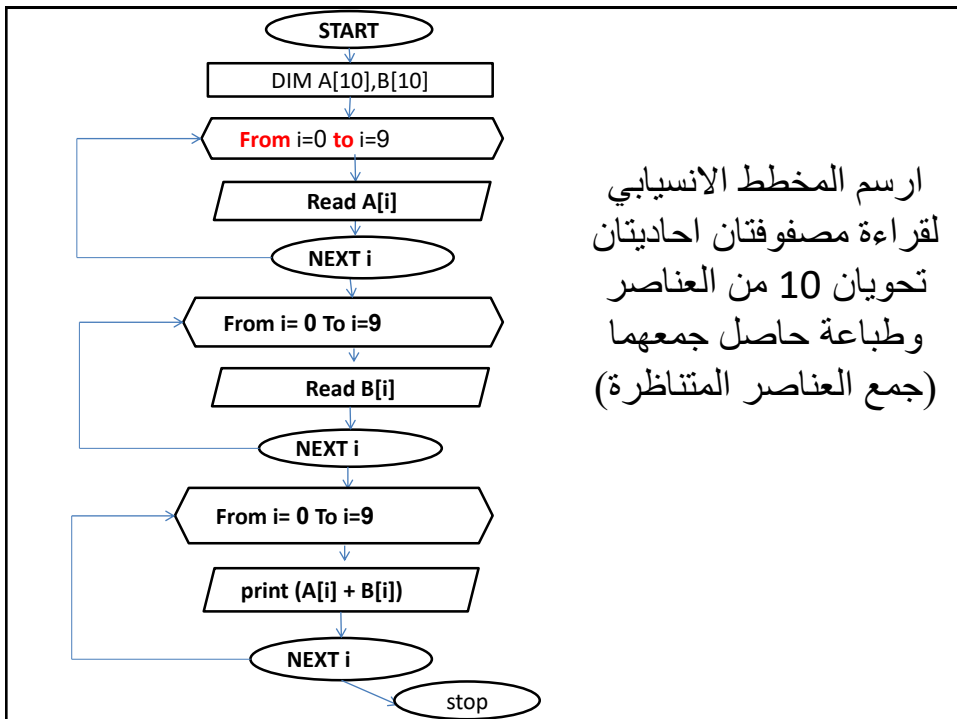 START
DIM A[10],B[10]
From i=0 to i=9
Read A[i]
NEXT i
From i= 0 To i=9
Read B[i]
NEXT i
From i= 0 To i=9
print (A[i] + B[i])
NEXT i
stop
ارسم المخطط الانسيابي
لقراءة مصفوفتان احاديتان
تحويان 10 من العناصر
وطباعة حاصل جمعهما
(جمع العناصر المتناظرة)